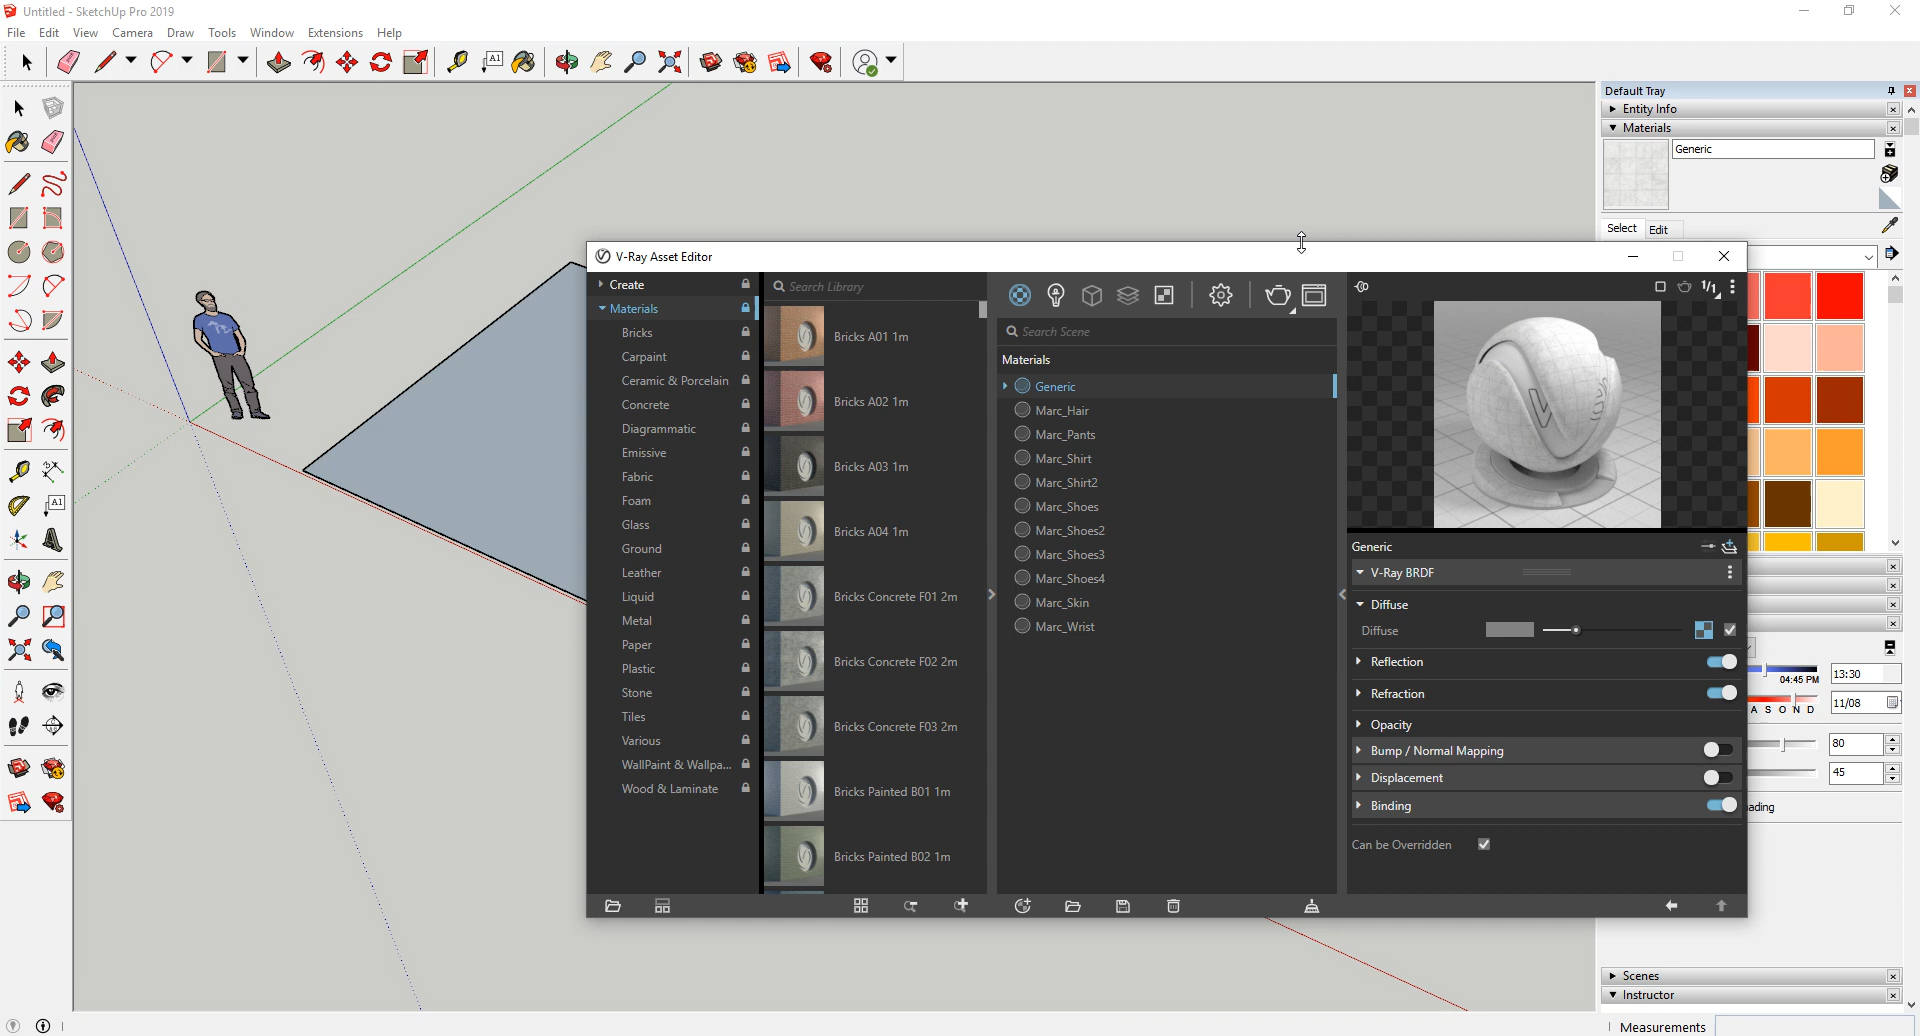 Untitled - SketchUp Pro 2019
File Edit View Camera Draw Tools Window Extensions Help
A1
Default Tray
Entity Info
Materials
Generic
Select Edit
A1
V-Ray Asset Editor
Create
Materials
Bricks
Carpaint
Ceramic & Porcelain
Concrete
Diagrammatic
Emissive
Fabric
Foam
Glass
Ground
Leather
Liquid
Metal
Paper
Plastic
Stone
Tiles
Various
WallPaint & Wallpa...
Wood & Laminate
Search Library
Bricks A01 1m
Bricks A02 1m
Bricks A03 1m
Bricks A04 1m
Bricks Concrete F01 2m
Bricks Concrete F02 2m
Bricks Concrete F03 2m
Bricks Painted B01 1m
Bricks Painted B02 1m
Search Scene
Materials
Generic
Marc_Hair
Marc_Pants
Marc_Shirt
Marc_Shirt2
Marc_Shoes
Marc_Shoes2
Marc_Shoes3
Marc_Shoes4
Marc_Skin
Marc_Wrist
1/1
Generic
V-Ray BRDF
Diffuse
Diffuse
Reflection
Refraction
Opacity
Bump / Normal Mapping
Displacement
Binding
Can be Overridden
04:45 PM
13:30
A S O N D
11/08
80
45
ading
Scenes
Instructor
Measurements